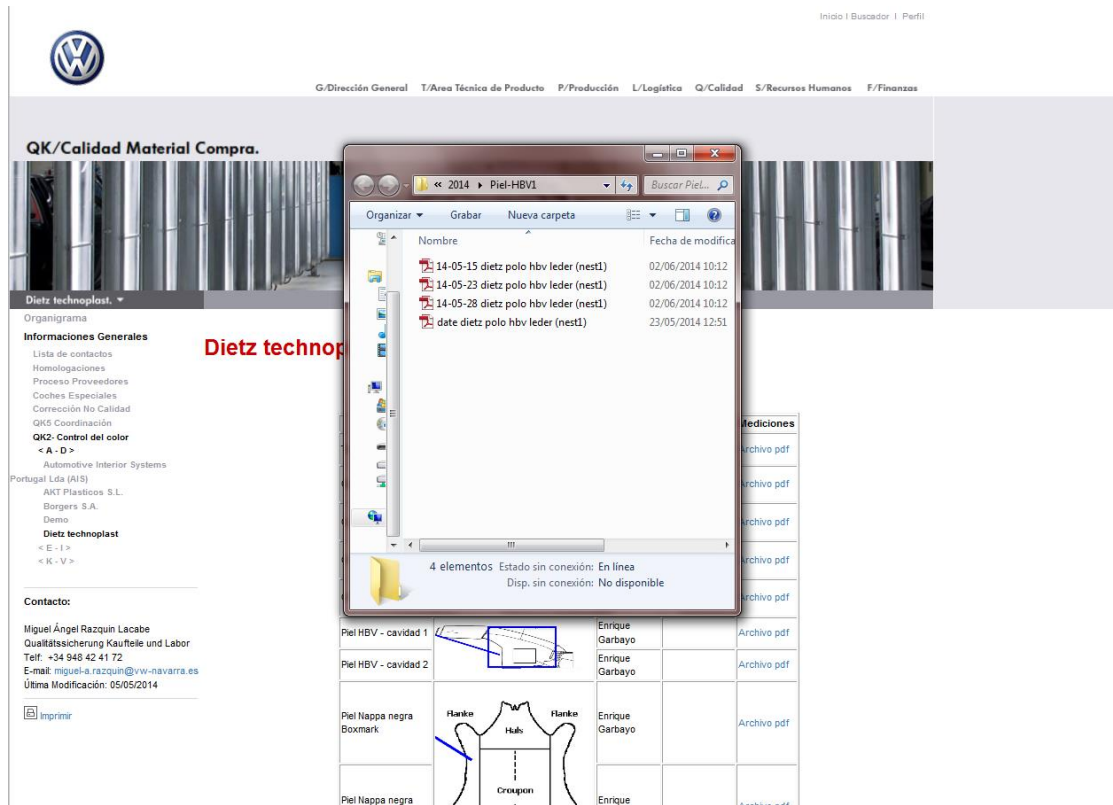 Inicio I Buscador I Perfil
G/Dirección General T/Area Técnica de Producto P/Producción L/Logística Q/Calidad S/Recursos Humanos F/Finanzas
QK/Calidad Material Compra.
Dietz technoplast.
Organigrama
Informaciones Generales
Lista de contactos
Homologaciones
Proceso Proveedores
Coches Especiales
Corrección No Calidad
QK5 Coordinación
QK2- Control del color
< A - D >
Automotive Interior Systems
Portugal Lda (AIS)
AKT Plasticos S.L.
Borgers S.A.
Demo
Dietz technoplast
< E - I >
< K - V >
Contacto:
Miguel Ángel Razquin Lacabe
Qualitätssicherung Kaufteile und Labor
Telf: +34 948 42 41 72
E-mail: miguel-a.razquin@vw-navarra.es
Última Modificación: 05/05/2014
Imprimir
Dietz technop
« 2014 Piel-HBV1 Buscar Piel...
Organizar Grabar Nueva carpeta
Nombre Fecha de modifica
14-05-15 dietz polo hbv leder (nest1) 02/06/2014 10:12
14-05-23 dietz polo hbv leder (nest1) 02/06/2014 10:12
14-05-28 dietz polo hbv leder (nest1) 02/06/2014 10:12
date dietz polo hbv leder (nest1) 23/05/2014 12:51
4 elementos Estado sin conexión: En línea
Disp. sin conexión: No disponible
Mediciones
Archivo pdf
Archivo pdf
Archivo pdf
Archivo pdf
Archivo pdf
Piel HBV - cavidad 1 Enrique Garbayo Archivo pdf
Piel HBV - cavidad 2 Enrique Garbayo Archivo pdf
Piel Nappa negra
Boxmark
Flanke Hals Flanke
Croupon
Enrique
Garbayo
Archivo pdf
Piel Nappa negra Enrique